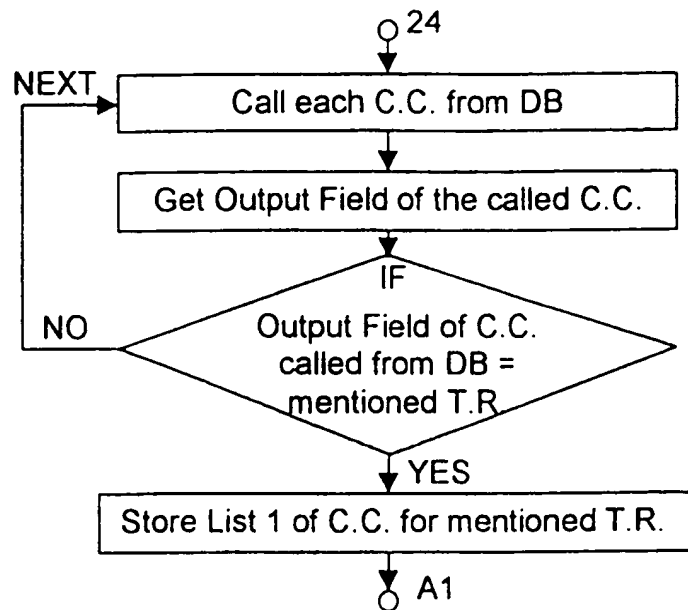 24
NEXT
Call each C.C. from DB
Get Output Field of the called C.C.
IF
NO
Output Field of C.C.
called from DB =
mentioned T.R
YES
Store List 1 of C.C. for mentioned T.R.
A1